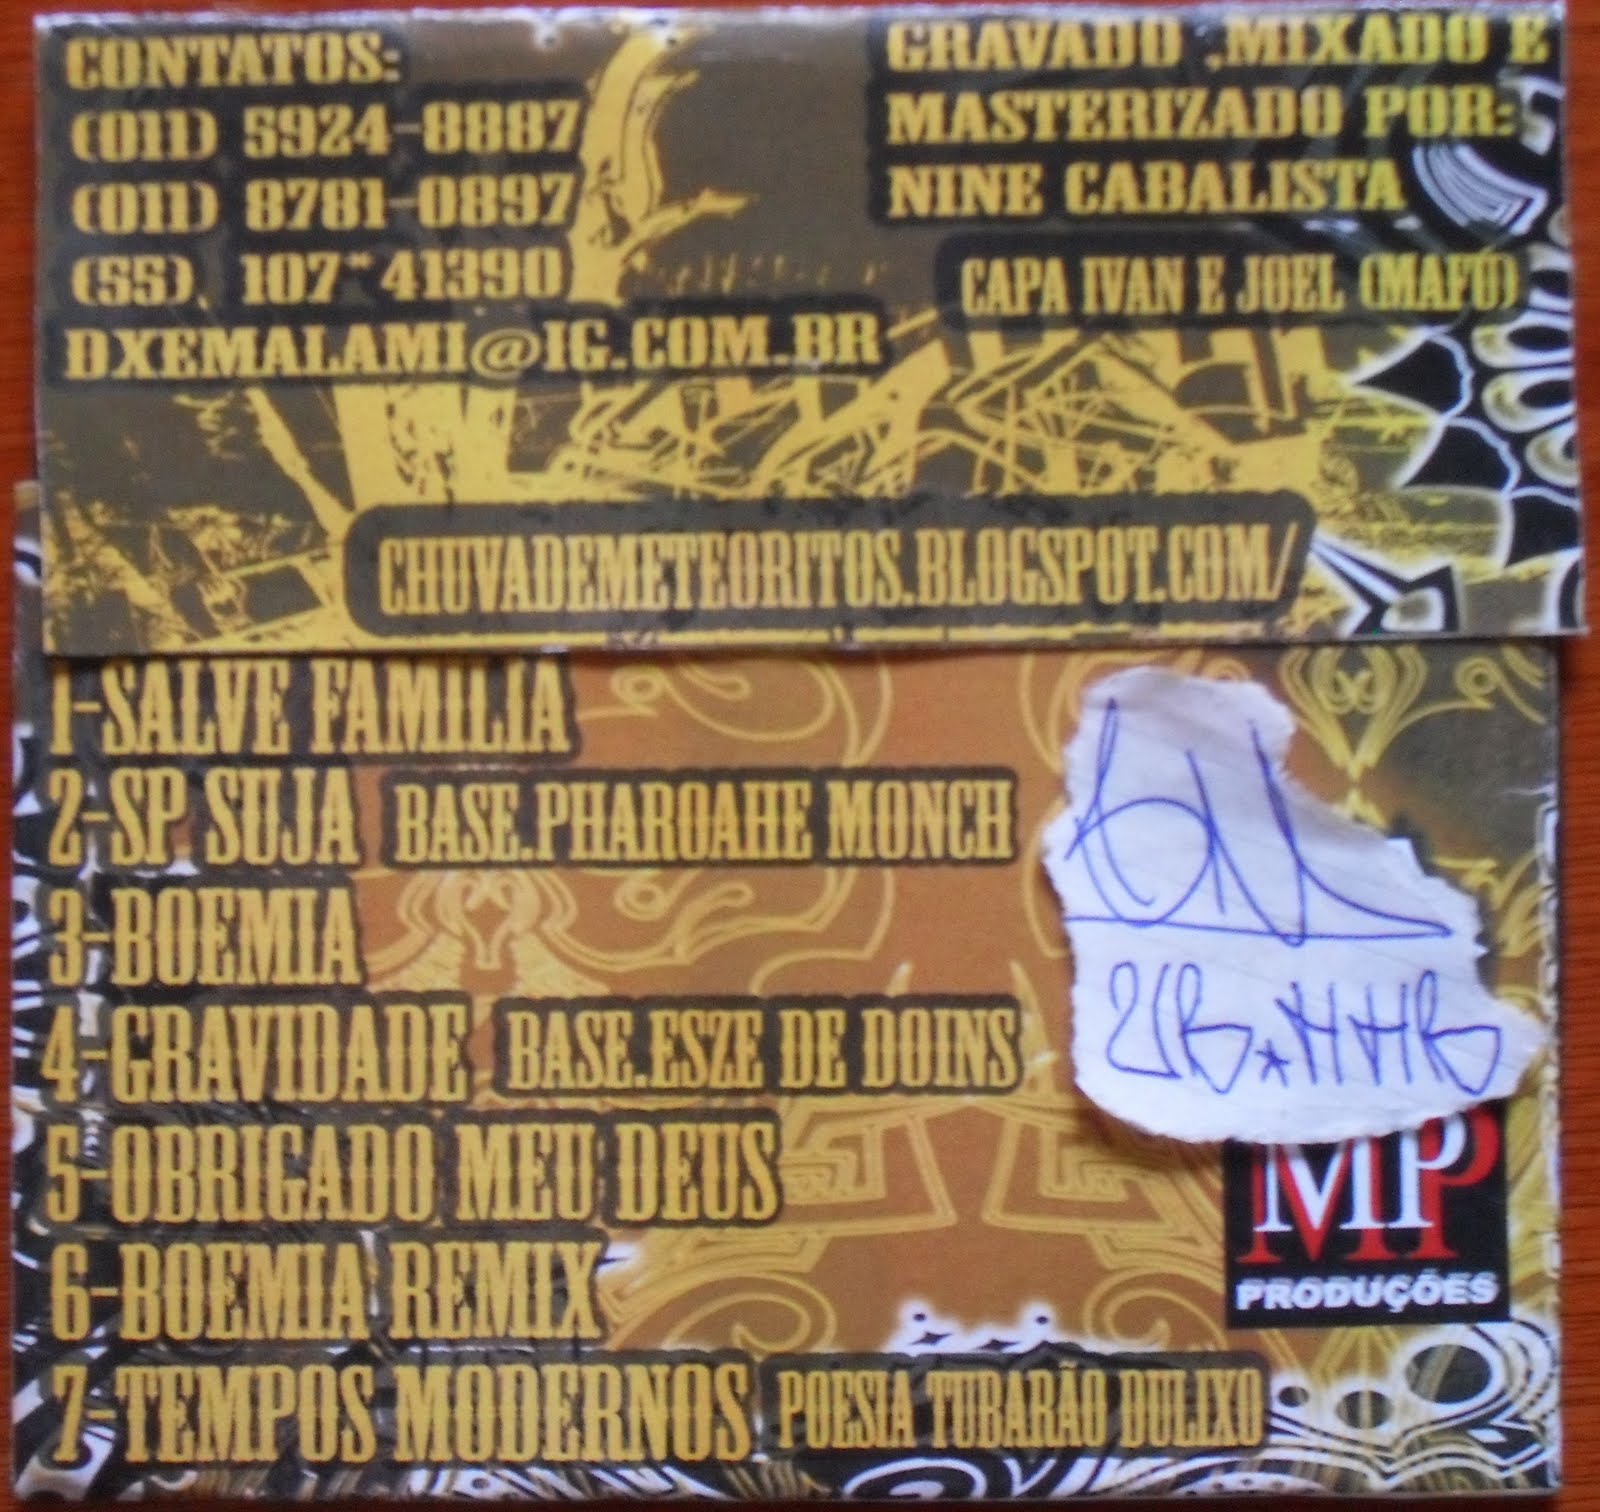 CONTATOS:
(011) 5924-8887
(011) 8781-0897
(55). 107*41390
DXEMALAMI@IG.COM.BR
GRAVADO ,MIXADO E
MASTERIZADO POR:
NINE CABALISTA
CAPA IVAN E JOEL (MAFU)
CHUVADEMETEORITOS.BLOGSPOT.COM/
1-SALVE FAMILIA
2-SP SUJA BASE.PHAROAHE MONCH
3-BOEMIA
4-GRAVIDADE BASE.ESZE DE DOINS
5-OBRIGADO MEU DEUS
6-BOEMIA REMIX
7-TEMPOS MODERNOS POESIA TUBARÃO DULIXO
MP
PRODUÇÕES